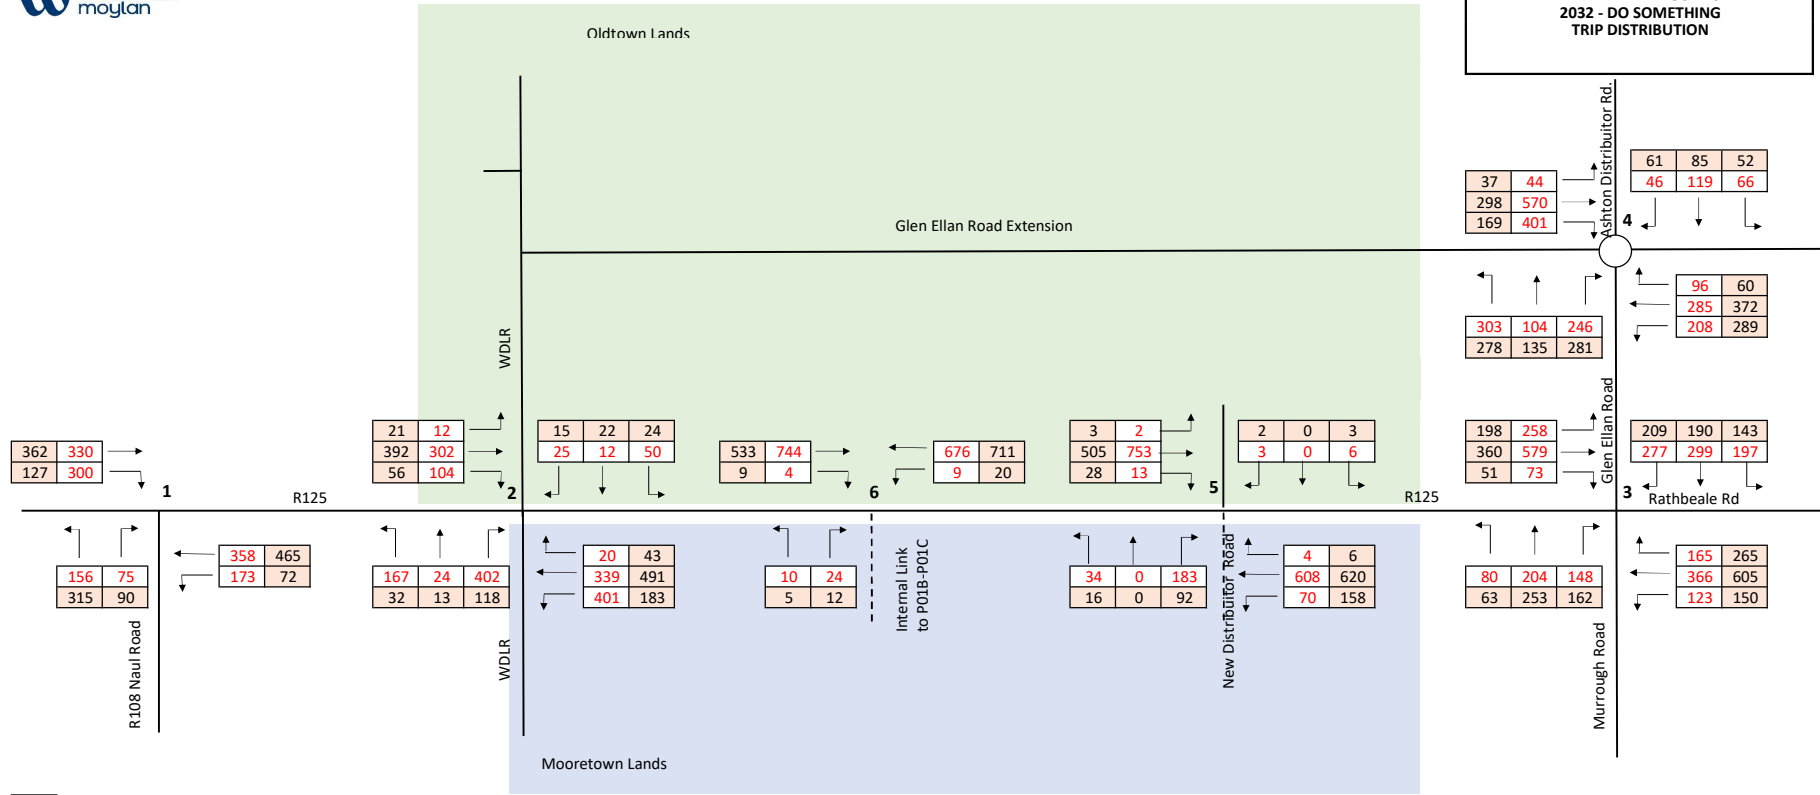 moylan
2032 - DO SOMETHING
TRIP DISTRIBUTION
Oldtown Lands
Ashton Distribuitor Rd.
61 85 52
46 119 66
37 44
298 570
169 401
4
Glen Ellan Road Extension
96 60
285 372
208 289
303 104 246
278 135 281
WDLR
Glen Ellan Road
362 330
127 300
21 12
392 302
56 104
15 22 24
25 12 50
533 744
9 4
676 711
9 20
3 2
505 753
28 13
2 0 3
3 0 6
198 258
360 579
51 73
209 190 143
277 299 197
1
R125
2
6
5
R125
3
Rathbeale Rd
156 75
315 90
358 465
173 72
167 24 402
32 13 118
20 43
339 491
401 183
10 24
5 12
Internal Link
to P01B-P01C
34 0 183
16 0 92
New Distribuitor Road
4 6
608 620
70 158
80 204 148
63 253 162
165 265
366 605
123 150
R108 Naul Road
WDLR
Murrough Road
Mooretown Lands